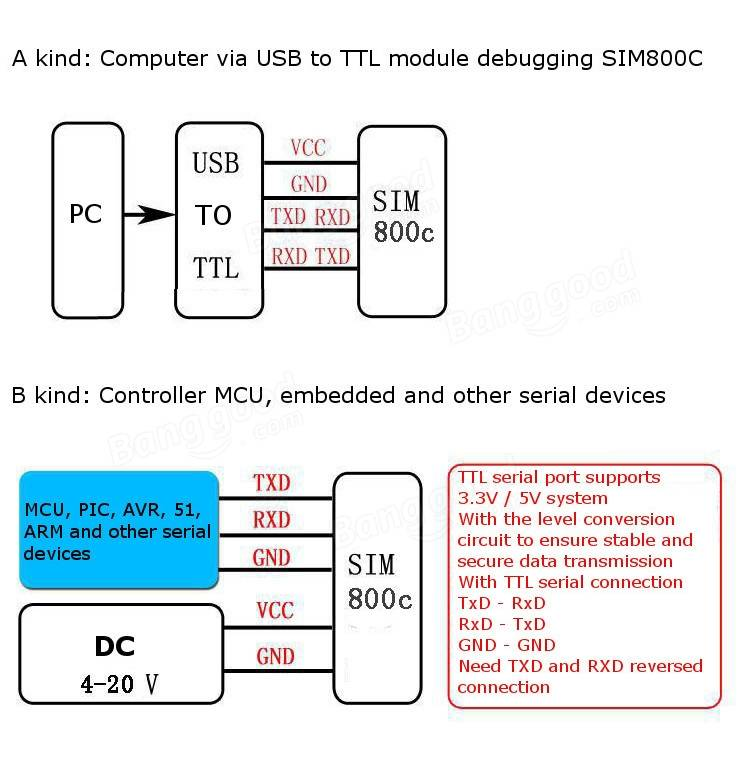 A kind: Computer via USB to TTL module debugging SIM800C
PC
USB
TO
TTL
VCC
GND
TXD RXD
RXD TXD
SIM
800c
Banggood
.com
B kind: Controller MCU, embedded and other serial devices
Banggood
.com
MCU, PIC, AVR, 51,
ARM and other serial
devices
TXD
RXD
GND
VCC
GND
DC
4-20 V
SIM
800c
TTL serial port supports
3.3V / 5V system
With the level conversion
circuit to ensure stable and
secure data transmission
With TTL serial connection
TxD - RxD
RxD - TxD
GND - GND
Need TXD and RXD reversed
connection